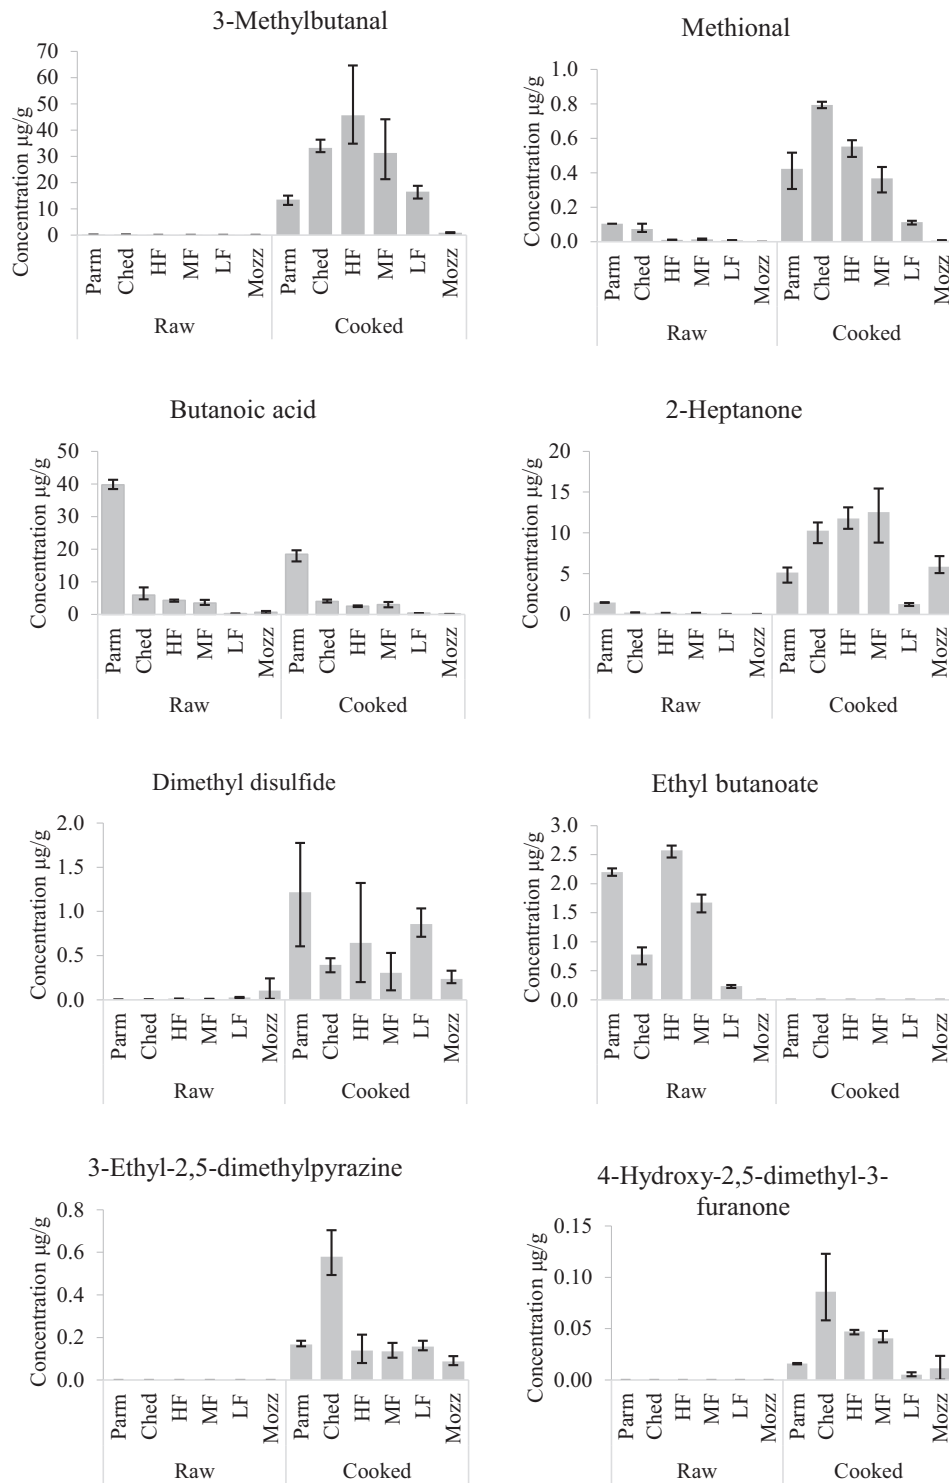 3-Methylbutanal
Concentration µg/g
70
60
50
40
30
20
10
0
Parm Ched HF MF LF Mozz Parm Ched HF MF LF Mozz
Raw Cooked
Methional
Concentration µg/g
1.0
0.8
0.6
0.4
0.2
0.0
Parm Ched HF MF LF Mozz Parm Ched HF MF LF Mozz
Raw Cooked
Butanoic acid
Concentration µg/g
50
40
30
20
10
0
Parm Ched HF MF LF Mozz Parm Ched HF MF LF Mozz
Raw Cooked
2-Heptanone
Concentration µg/g
20
15
10
5
0
Parm Ched HF MF LF Mozz Parm Ched HF MF LF Mozz
Raw Cooked
Dimethyl disulfide
Concentration µg/g
2.0
1.5
1.0
0.5
0.0
Parm Ched HF MF LF Mozz Parm Ched HF MF LF Mozz
Raw Cooked
Ethyl butanoate
Concentration µg/g
3.0
2.5
2.0
1.5
1.0
0.5
0.0
Parm Ched HF MF LF Mozz Parm Ched HF MF LF Mozz
Raw Cooked
3-Ethyl-2,5-dimethylpyrazine
Concentration µg/g
0.8
0.6
0.4
0.2
0.0
Parm Ched HF MF LF Mozz Parm Ched HF MF LF Mozz
Raw Cooked
4-Hydroxy-2,5-dimethyl-3-
furanone
Concentration µg/g
0.15
0.10
0.05
0.00
Parm Ched HF MF LF Mozz Parm Ched HF MF LF Mozz
Raw Cooked